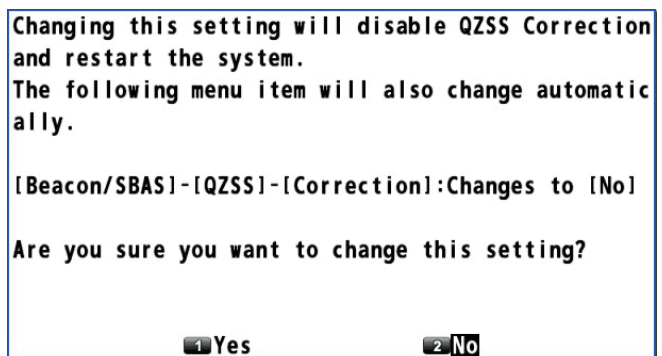 Changing this setting will disable QZSS Correction
and restart the system.
The following menu item will also change automatic
ally.
[Beacon/SBAS]-[QZSS]-[Correction]:Changes to [No]
Are you sure you want to change this setting?
1 Yes 2 No